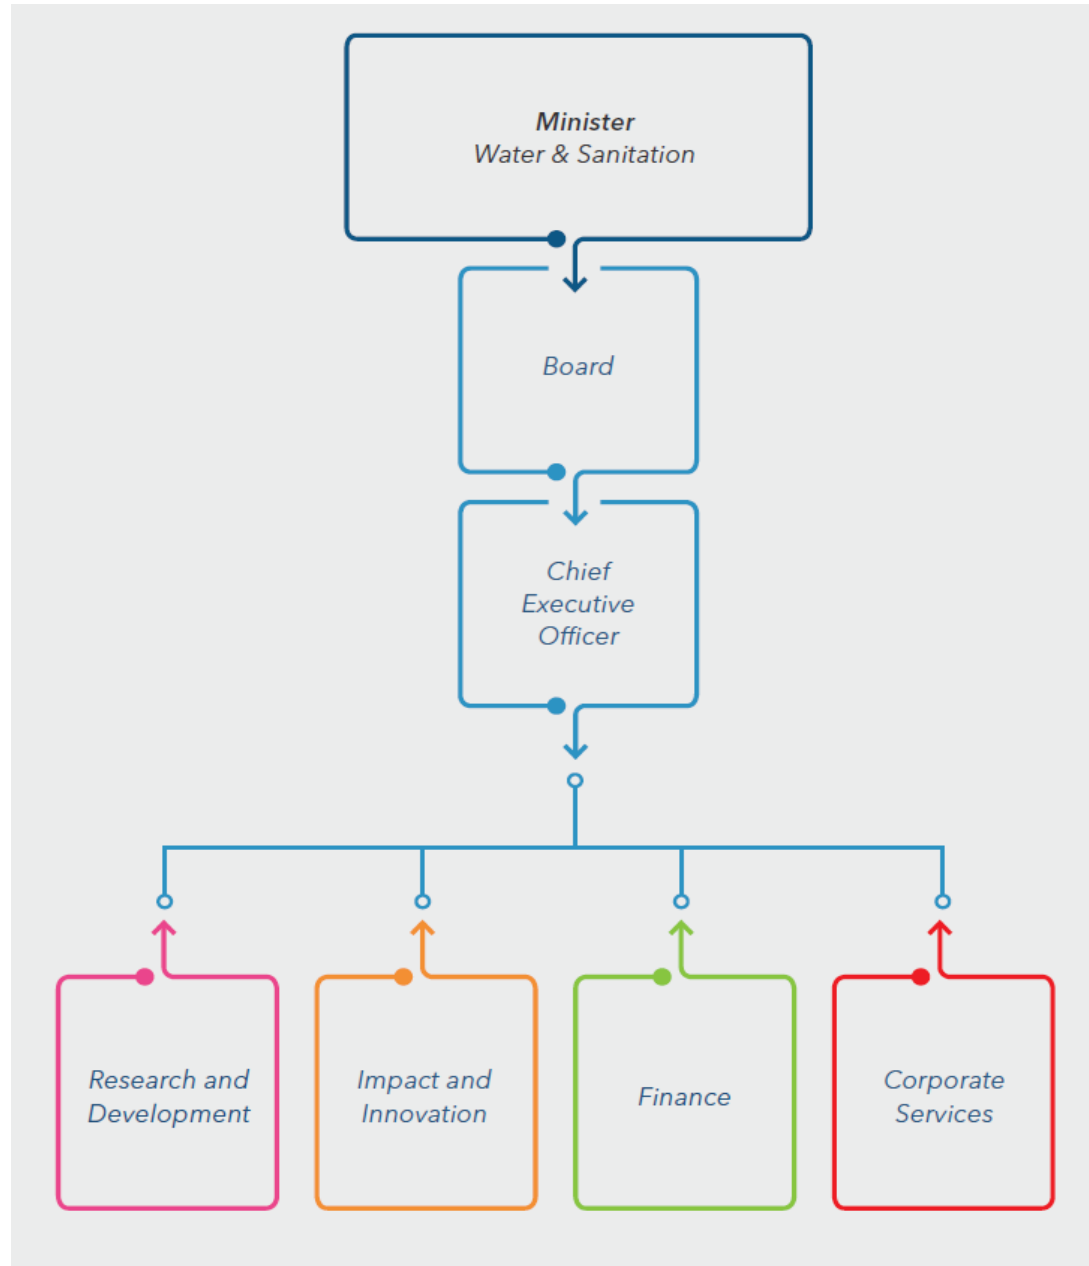 Minister
Water & Sanitation
Board
Chief
Executive
Officer
Research and
Development
Impact and
Innovation
Finance
Corporate
Services